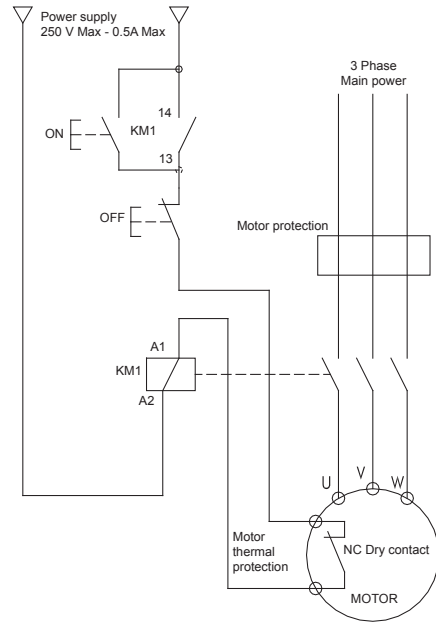 Power supply
250 V Max - 0.5A Max
3 Phase
Main power
14
ON
KM1
13
OFF
Motor protection
A1
KM1
A2
U
V
W
Motor
thermal
protection
NC Dry contact
MOTOR